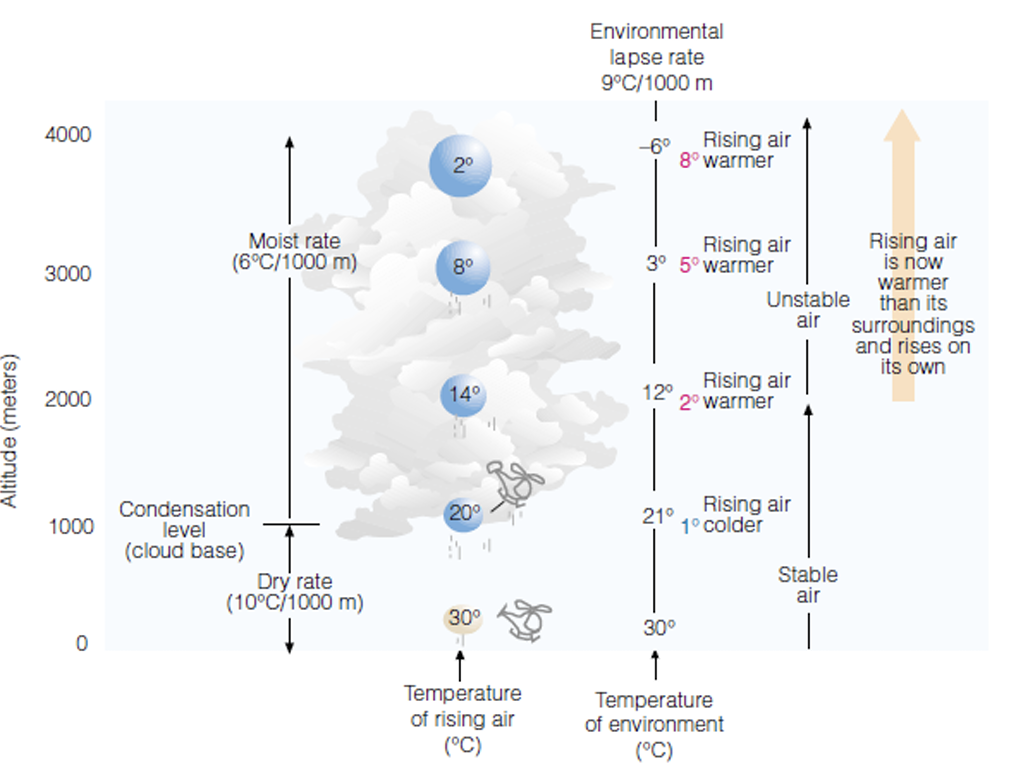 Environmental
lapse rate
9ºC/1000 m
Altitude (meters)
4000
3000
2000
1000
0
Moist rate
(6ºC/1000 m)
Condensation
level
(cloud base)
Dry rate
(10ºC/1000 m)
2º
8º
14º
20º
30º
–6º
3º
12º
21º
30º
Rising air
8º warmer
Rising air
5º warmer
Rising air
2º warmer
Rising air
1º colder
Unstable
air
Stable
air
Rising air
is now
warmer
than its
surroundings
and rises on
its own
Temperature
of rising air
(ºC)
Temperature
of environment
(ºC)